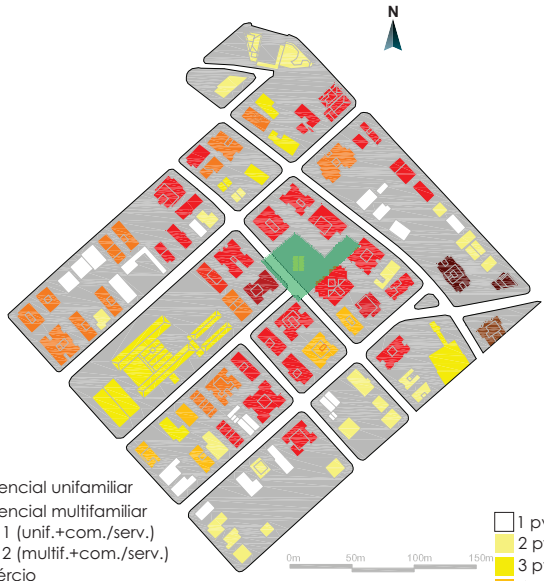 N
encial unifamiliar
encial multifamiliar
1 (unif.+com./serv.)
2 (multif.+com./serv.)
ércio
1 pv
2 p
3 p
0m 50m 100m 150m